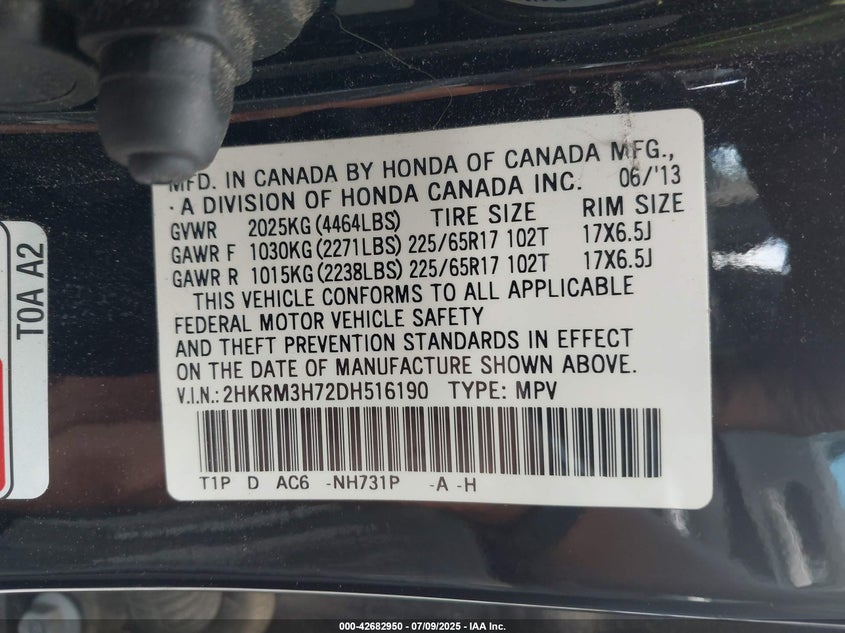 MFD. IN CANADA BY HONDA OF CANADA MFG.,
·A DIVISION OF HONDA CANADA INC. 06/'13
GVWR 2025KG(4464LBS) TIRE SIZE RIM SIZE
GAWR F 1030KG(2271LBS) 225/65R17 102T 17X6.5J
GAWR R 1015KG(2238LBS) 225/65R17 102T 17X6.5J
THIS VEHICLE CONFORMS TO ALL APPLICABLE
FEDERAL MOTOR VEHICLE SAFETY
AND THEFT PREVENTION STANDARDS IN EFFECT
ON THE DATE OF MANUFACTURE SHOWN ABOVE.
V.I.N.:2HKRM3H72DH516190 TYPE: MPV
T1P D AC6 -NH731P -A -H
T0A A2
000-42682950 - 07/09/2025 - IAA Inc.